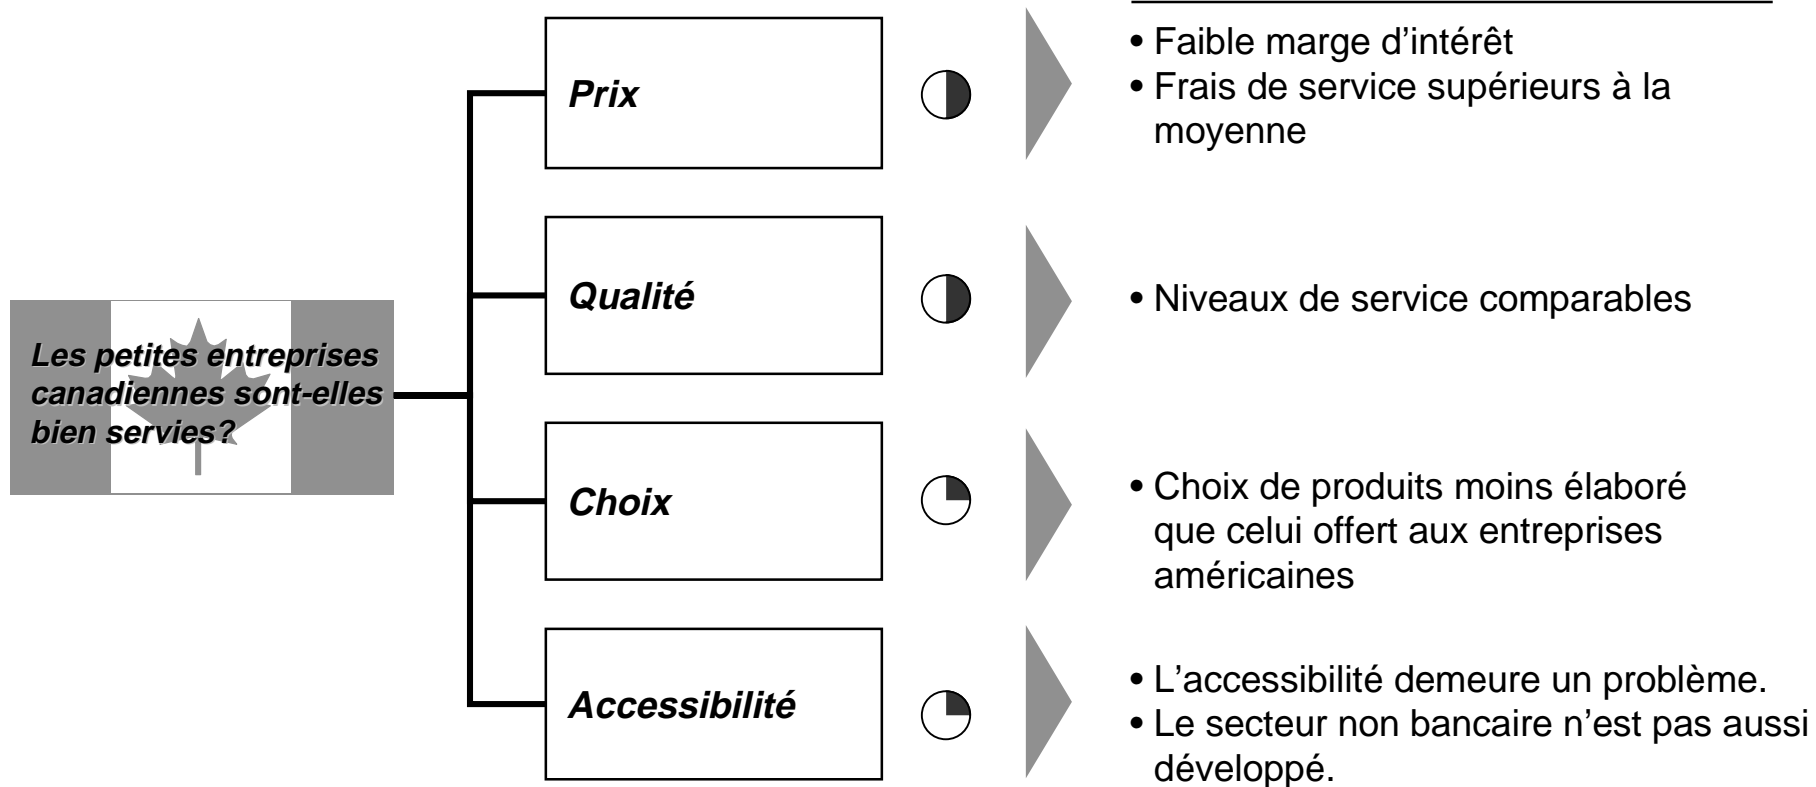 Les petites entreprises
canadiennes sont-elles
bien servies?
Prix
• Faible marge d’intérêt
• Frais de service supérieurs à la
moyenne
Qualité
• Niveaux de service comparables
Choix
• Choix de produits moins élaboré
que celui offert aux entreprises
américaines
Accessibilité
• L’accessibilité demeure un problème.
• Le secteur non bancaire n’est pas aussi
développé.